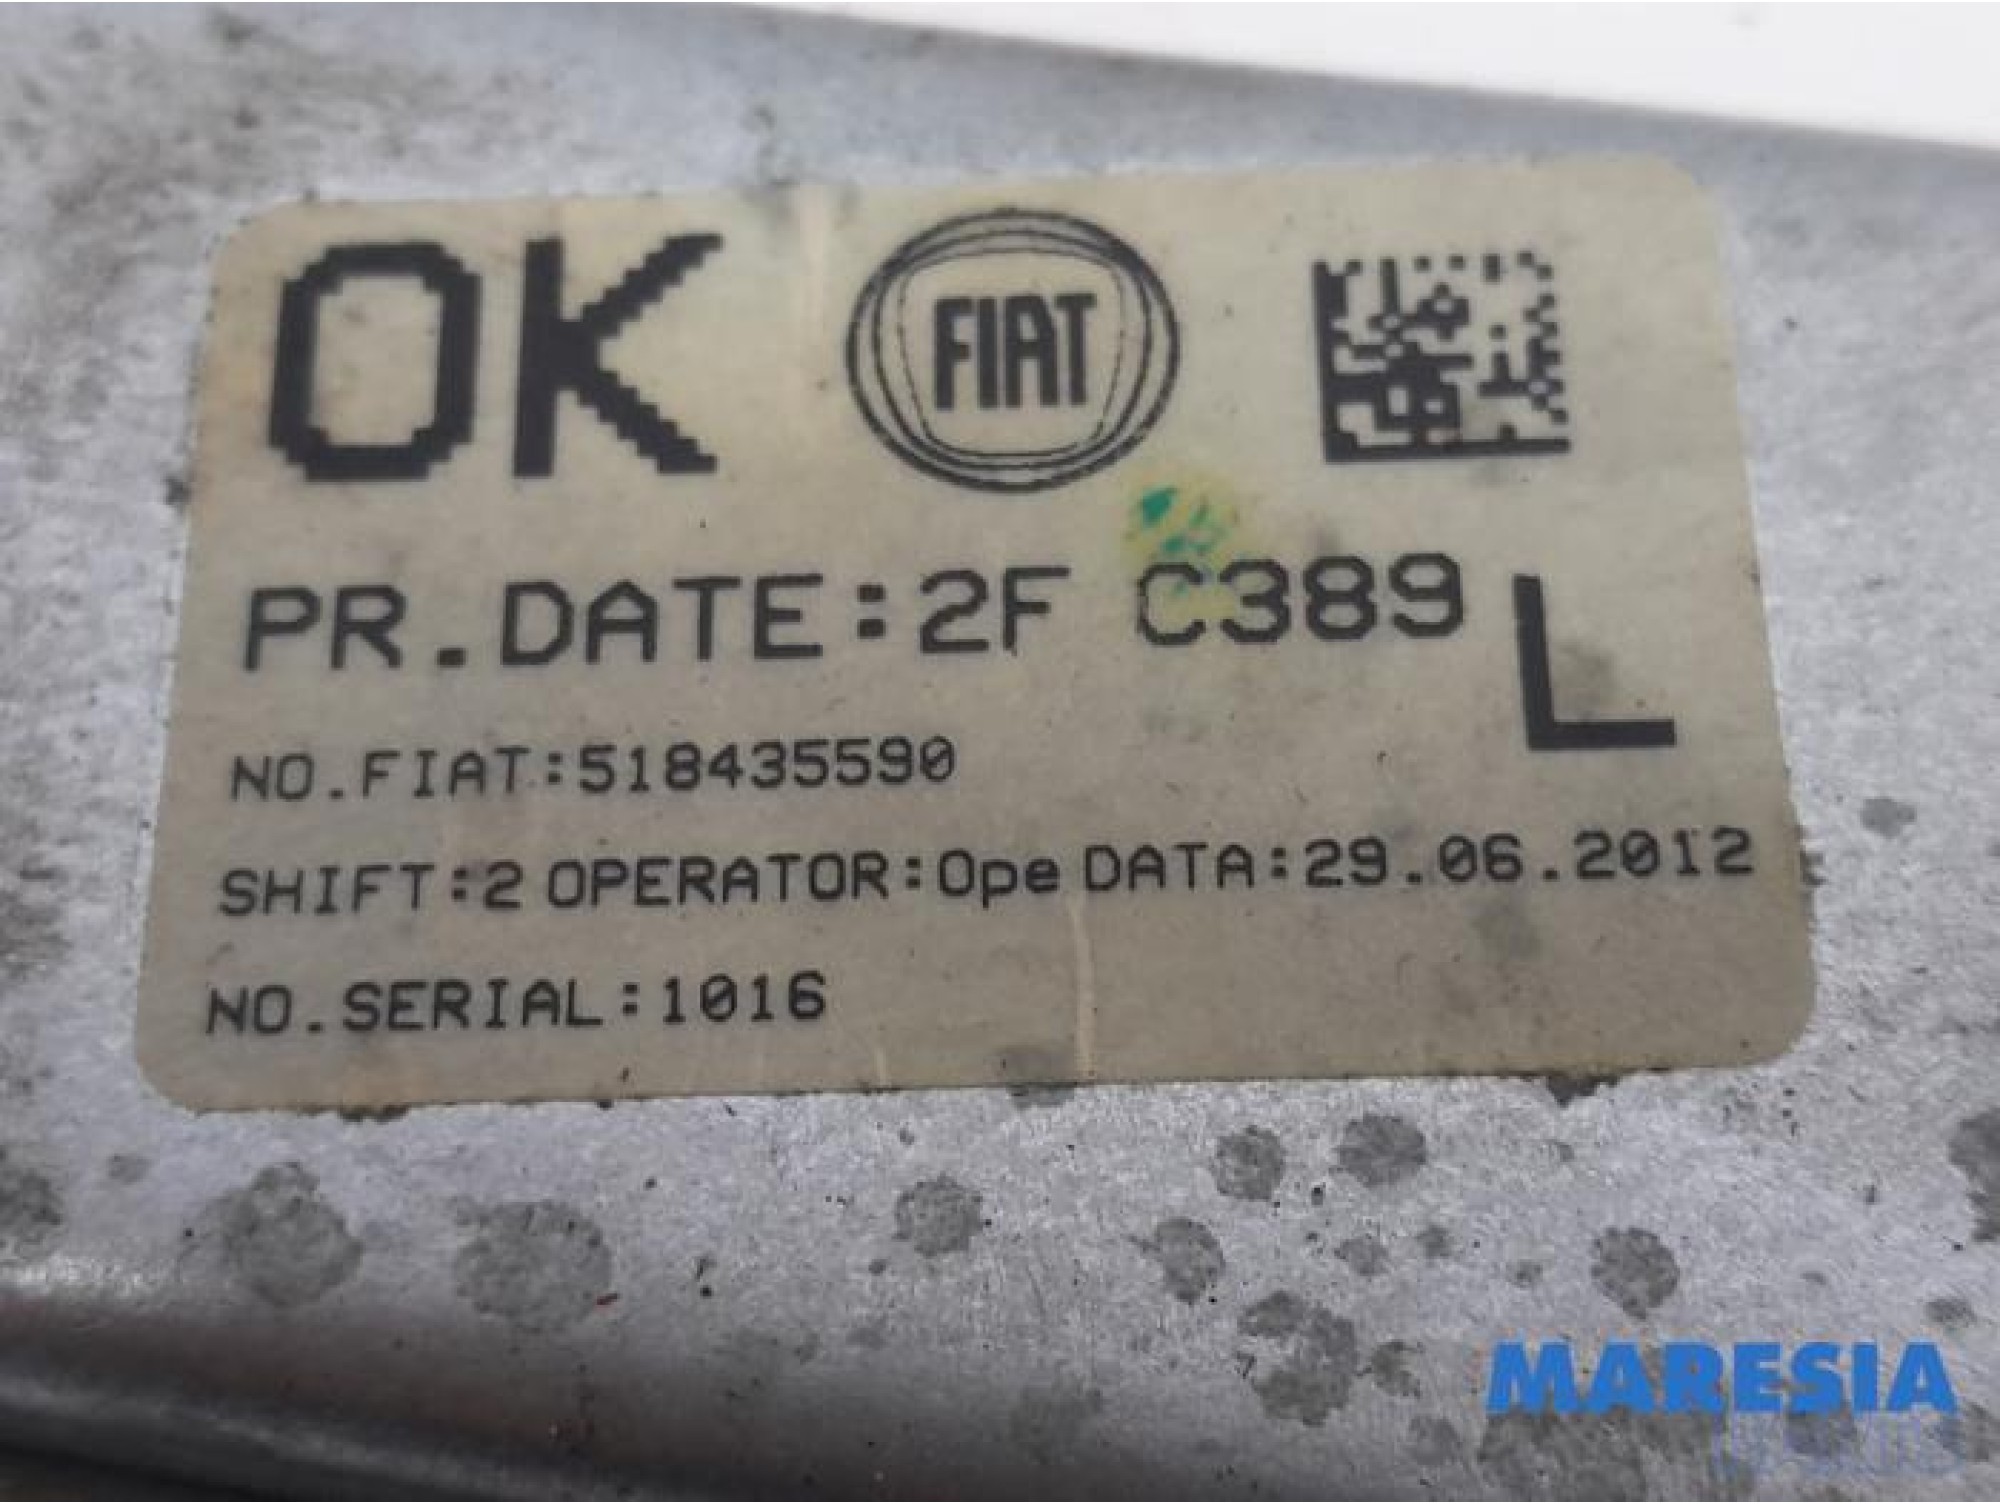 OK FIAT
PR.DATE:2F C389
L
NO.FIAT:518435590
SHIFT:2 OPERATOR:Ope DATA:29.06.2012
NO.SERIAL:1016
MARESIA
PARTS